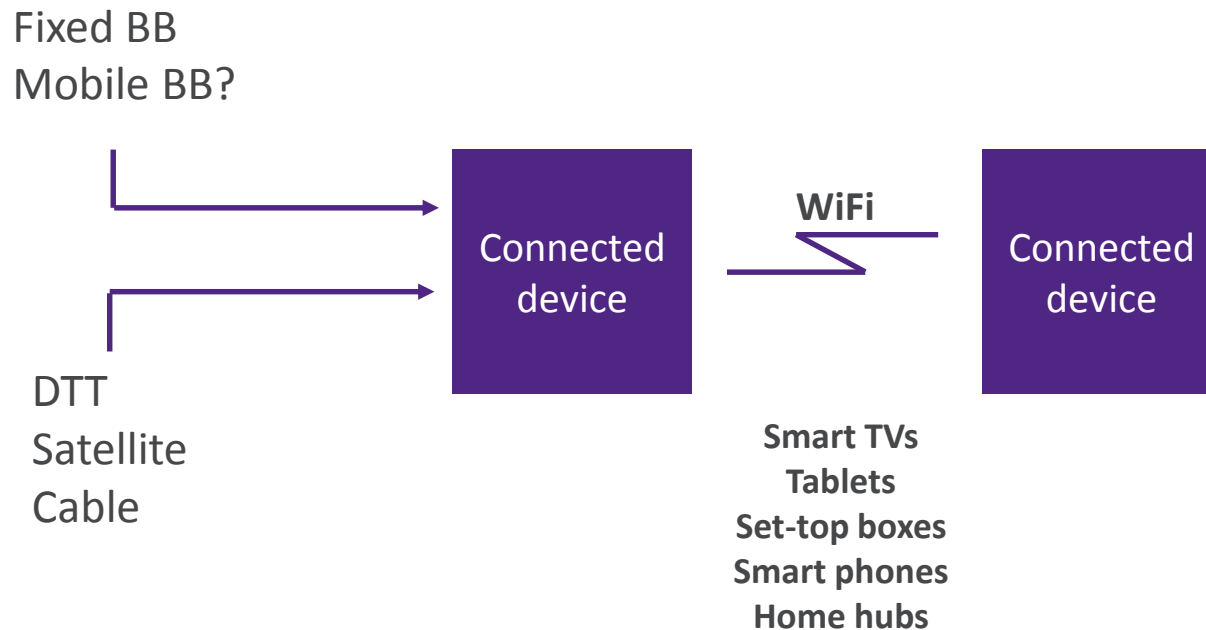 Fixed BB
Mobile BB?
Connected
device
WiFi
Connected
device
DTT
Satellite
Cable
Smart TVs
Tablets
Set-top boxes
Smart phones
Home hubs